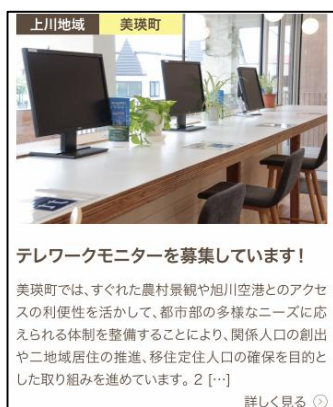 上川地域 美瑛町
テレワークモニターを募集しています！
美瑛町では、すぐれた農村景観や旭川空港とのアクセ
スの利便性を活かして、都市部の多様なニーズに応
えられる体制を整備することにより、関係人口の創出
や二地域居住の推進、移住定住人口の確保を目的と
した取り組みを進めています。2 […]
詳しく見る